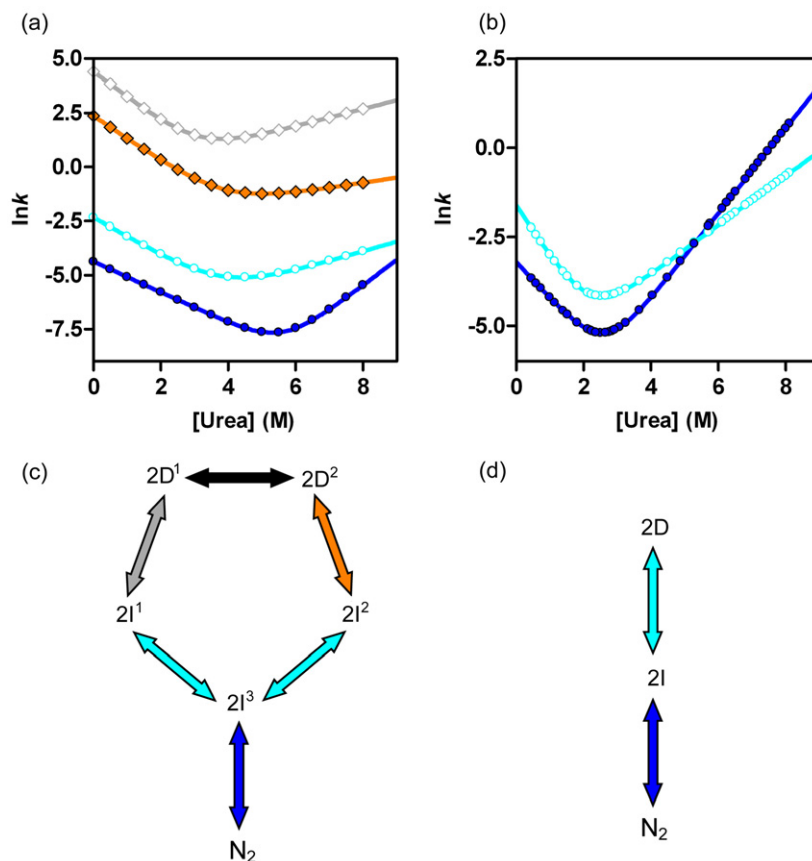 (a)
5.0
2.5
0.0
-2.5
-5.0
-7.5
lnk
0 2 4 6 8
[Urea] (M)
(b)
2.5
0.0
-2.5
-5.0
lnk
0 2 4 6 8
[Urea] (M)
(c)
2D¹ 2D²
2I¹ 2I²
2I³
N₂
(d)
2D
2I
N₂